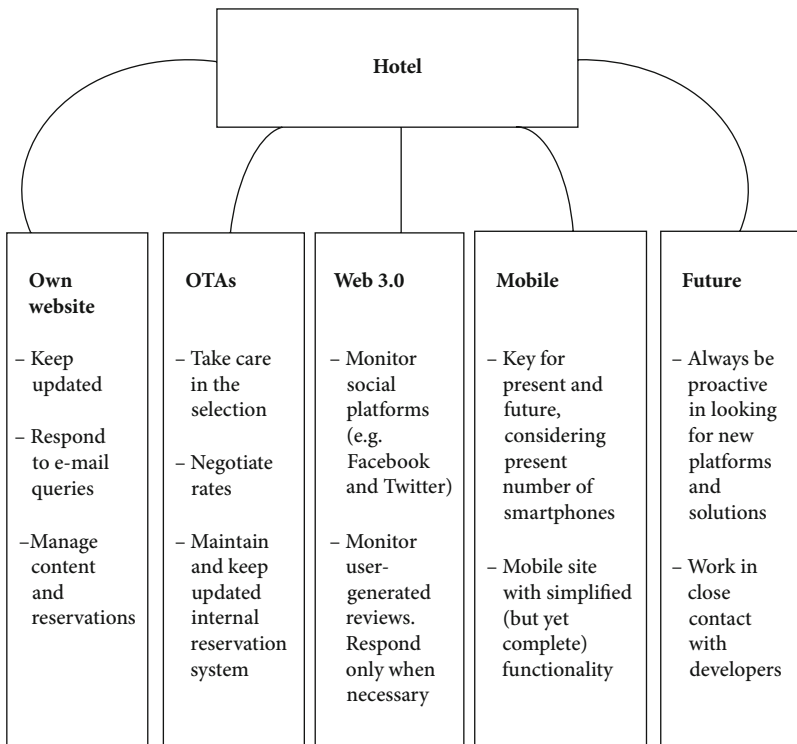 Hotel
Own
website
– Keep
updated
– Respond
to e-mail
queries
–Manage
content
and
reservations
OTAs
– Take care
in the
selection
– Negotiate
rates
– Maintain
and keep
updated
internal
reservation
system
Web 3.0
– Monitor
social
platforms
(e.g.
Facebook
and Twitter)
– Monitor
user-
generated
reviews.
Respond
only when
necessary
Mobile
– Key for
present and
future,
considering
present
number of
smartphones
– Mobile site
with simplified
(but yet
complete)
functionality
Future
– Always be
proactive
in looking
for new
platforms
and
solutions
– Work in
close
contact
with
developers